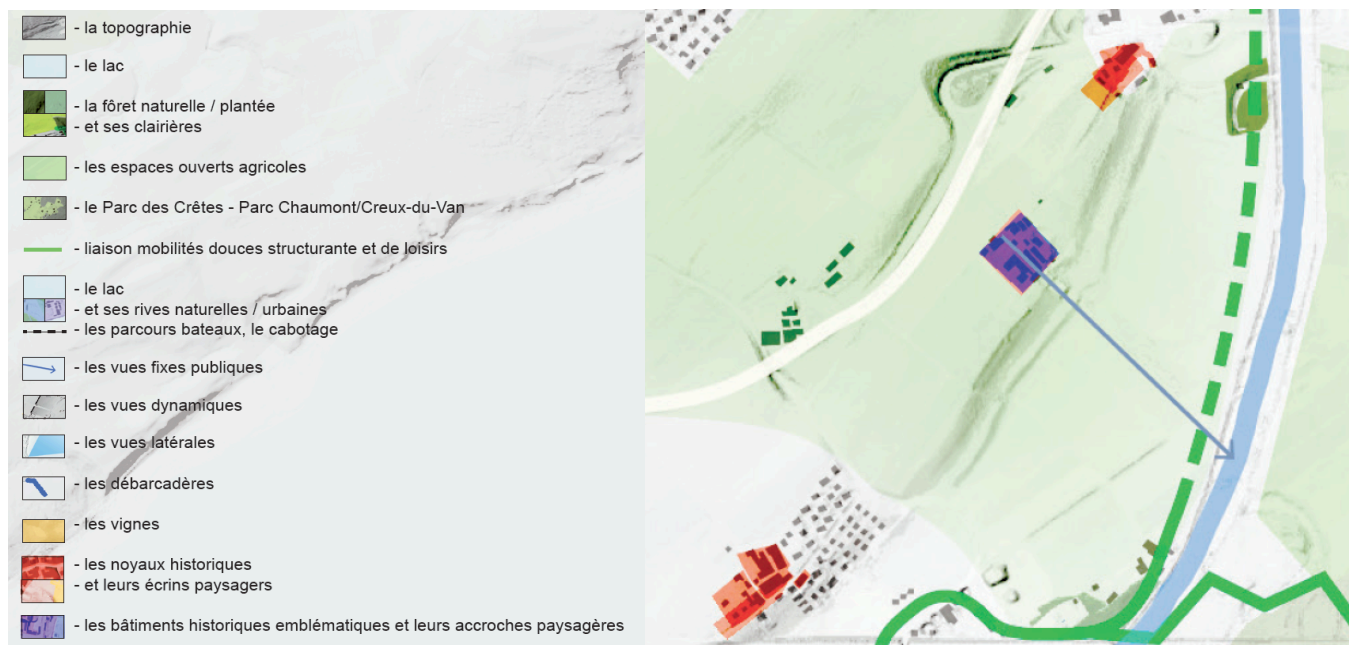 - la topographie
- le lac
- la fôret naturelle / plantée
- et ses clairières
- les espaces ouverts agricoles
- le Parc des Crêtes - Parc Chaumont/Creux-du-Van
- liaison mobilités douces structurante et de loisirs
- le lac
- et ses rives naturelles / urbaines
- les parcours bateaux, le cabotage
- les vues fixes publiques
- les vues dynamiques
- les vues latérales
- les débarcadères
- les vignes
- les noyaux historiques
- et leurs écrins paysagers
- les bâtiments historiques emblématiques et leurs accroches paysagères